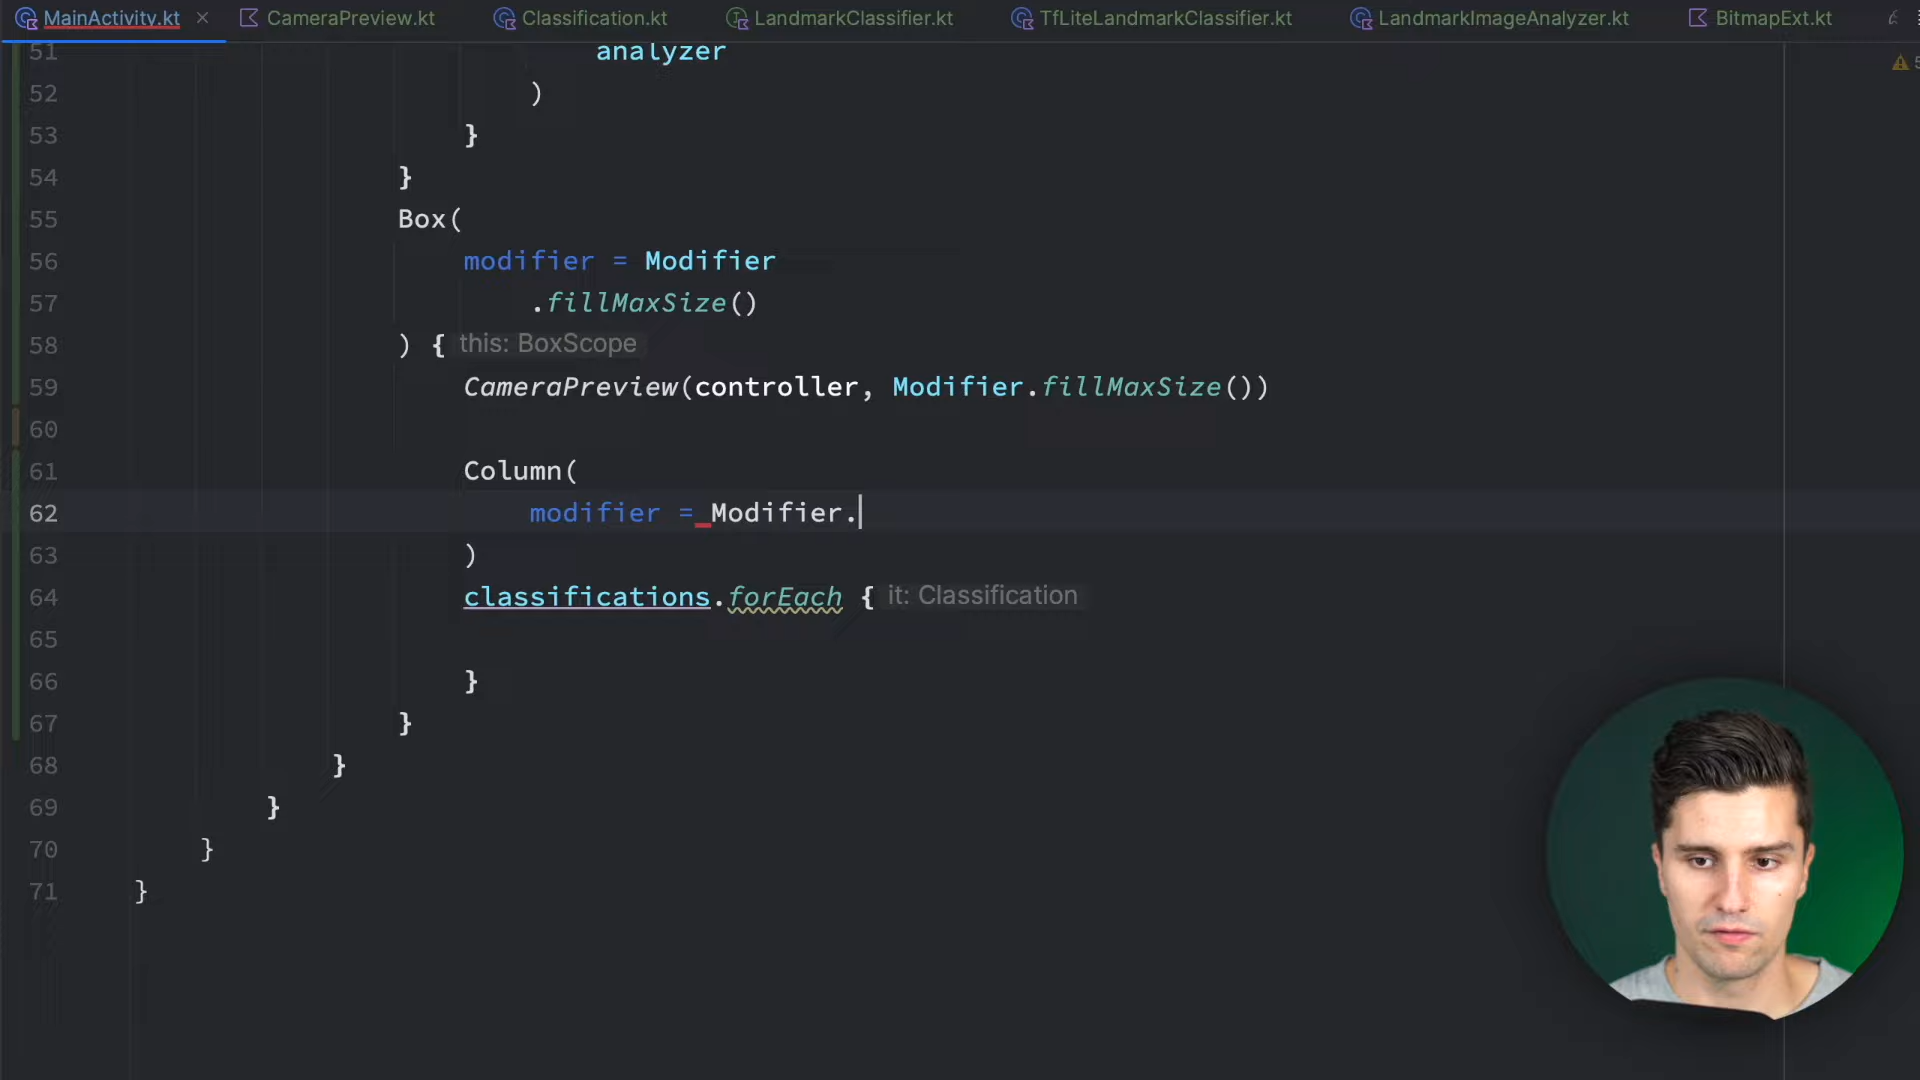 MainActivity.kt CameraPreview.kt Classification.kt LandmarkClassifier.kt TfLiteLandmarkClassifier.kt LandmarkImageAnalyzer.kt BitmapExt.kt
51 analyzer
52 )
53 }
54 }
55 Box(
56 modifier = Modifier
57 .fillMaxSize()
58 ) { this: BoxScope
59 CameraPreview(controller, Modifier.fillMaxSize())
60
61 Column(
62 modifier = Modifier.
63 )
64 classifications.forEach { it: Classification
65
66 }
67 }
68 }
69 }
70 }
71 }